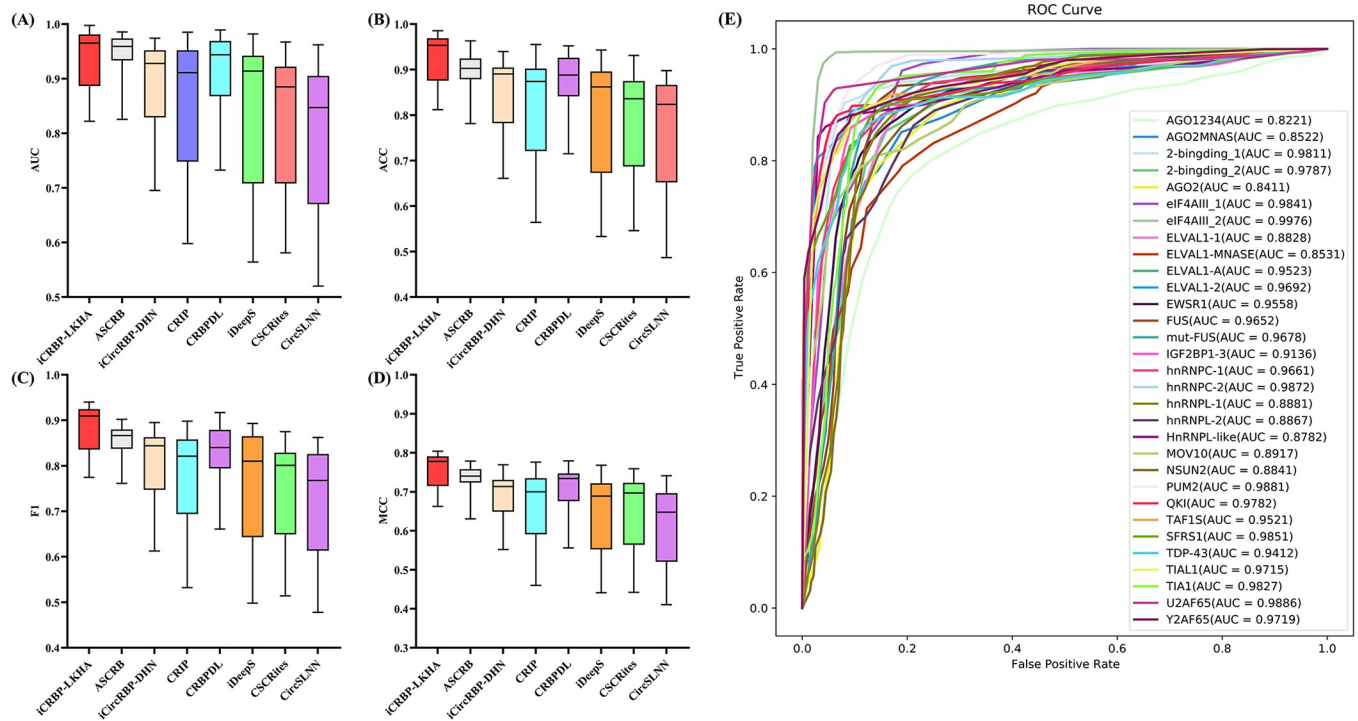 (A)
1.0
0.9
0.8
0.7
0.6
0.5
AUC
iCRBP-LKHA
ASCRB
iCircRBP-DHN
CRIP
CRBPDL
iDeepS
CSCRites
CircSLNN
(B)
1.0
0.9
0.8
0.7
0.6
0.5
0.4
ACC
iCRBP-LKHA
ASCRB
iCircRBP-DHN
CRIP
CRBPDL
iDeepS
CSCRites
CircSLNN
(C)
1.0
0.9
0.8
0.7
0.6
0.5
0.4
F1
iCRBP-LKHA
ASCRB
iCircRBP-DHN
CRIP
CRBPDL
iDeepS
CSCRites
CircSLNN
(D)
1.0
0.9
0.8
0.7
0.6
0.5
0.4
0.3
MCC
iCRBP-LKHA
ASCRB
iCircRBP-DHN
CRIP
CRBPDL
iDeepS
CSCRites
CircSLNN
(E)
ROC Curve
1.0
0.8
0.6
0.4
0.2
0.0
True Positive Rate
0.0
0.2
0.4
0.6
0.8
1.0
False Positive Rate
AGO1234(AUC = 0.8221)
AGO2MNAS(AUC = 0.8522)
2-bingding_1(AUC = 0.9811)
2-bingding_2(AUC = 0.9787)
AGO2(AUC = 0.8411)
eIF4AIII_1(AUC = 0.9841)
eIF4AIII_2(AUC = 0.9976)
ELVAL1-1(AUC = 0.8828)
ELVAL1-MNASE(AUC = 0.8531)
ELVAL1-A(AUC = 0.9523)
ELVAL1-2(AUC = 0.9692)
EWSR1(AUC = 0.9558)
FUS(AUC = 0.9652)
mut-FUS(AUC = 0.9678)
IGF2BP1-3(AUC = 0.9136)
hnRNPC-1(AUC = 0.9661)
hnRNPC-2(AUC = 0.9872)
hnRNPL-1(AUC = 0.8881)
hnRNPL-2(AUC = 0.8867)
HnRNPL-like(AUC = 0.8782)
MOV10(AUC = 0.8917)
NSUN2(AUC = 0.8841)
PUM2(AUC = 0.9881)
QKI(AUC = 0.9782)
TAF1S(AUC = 0.9521)
SFRS1(AUC = 0.9851)
TDP-43(AUC = 0.9412)
TIAL1(AUC = 0.9715)
TIA1(AUC = 0.9827)
U2AF65(AUC = 0.9886)
Y2AF65(AUC = 0.9719)